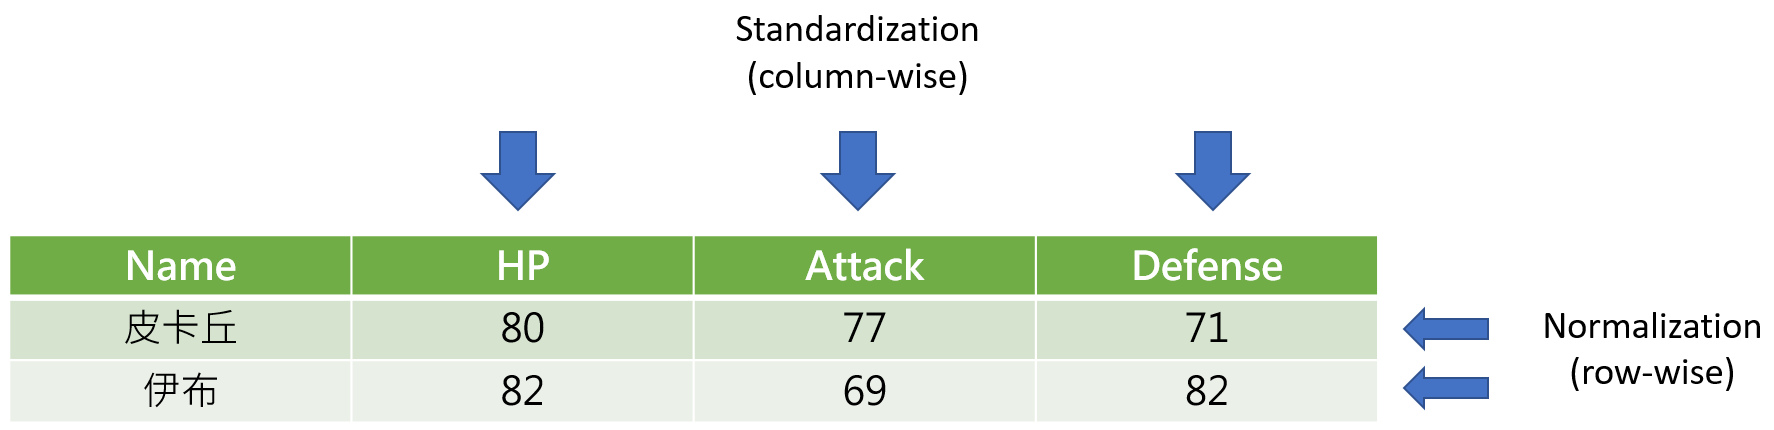 Standardization
(column-wise)
Name HP Attack Defense
皮卡丘 80 77 71
伊布 82 69 82
Normalization
(row-wise)